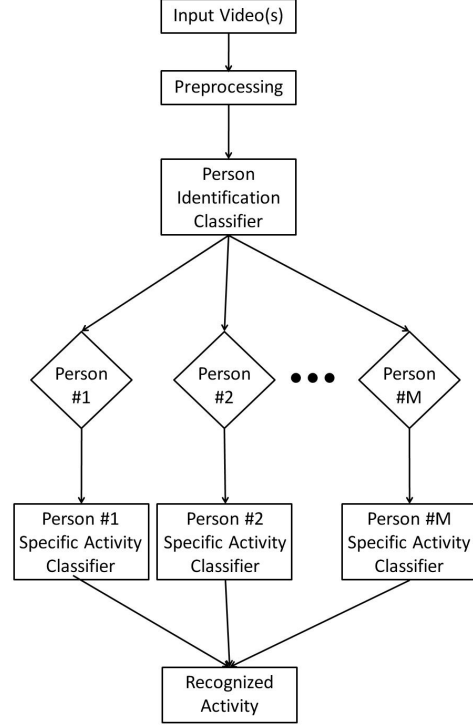 Input Video(s)
Preprocessing
Person
Identification
Classifier
Person
#1
Person
#2
Person
#M
Person #1
Specific Activity
Classifier
Person #2
Specific Activity
Classifier
Person #M
Specific Activity
Classifier
Recognized
Activity